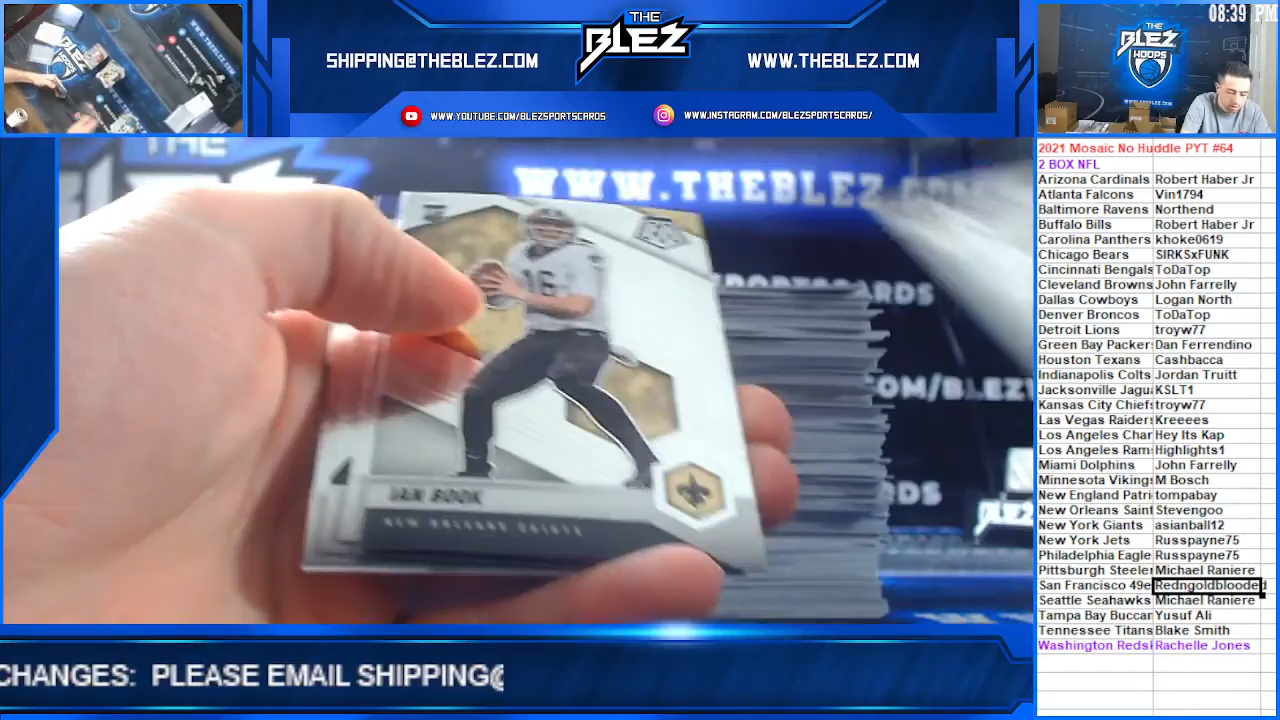 08:39 PM
THE
BLEZ
SHIPPING@THEBLEZ.COM
WWW.THEBLEZ.COM
WWW.YOUTUBE.COM/BLEZSPORTSCARDS
WWW.INSTAGRAM.COM/BLEZSPORTSCARDS/
THE
BLEZ
HOOPS
WWW.THEBLEZ.COM
16
IAN BOOK
NEW ORLEANS SAINTS
2021 Mosaic No Huddle PYT #64
2 BOX NFL
Arizona Cardinals Robert Haber Jr
Atlanta Falcons Vin1794
Baltimore Ravens Northend
Buffalo Bills Robert Haber Jr
Carolina Panthers khoke0619
Chicago Bears SIRKSxFUNK
Cincinnati Bengals ToDaTop
Cleveland Browns John Farrelly
Dallas Cowboys Logan North
Denver Broncos ToDaTop
Detroit Lions troyw77
Green Bay Packer Dan Ferrendino
Houston Texans Cashbacca
Indianapolis Colts Jordan Truitt
Jacksonville Jagu KSLT1
Kansas City Chiefs troyw77
Las Vegas Raider Kreeees
Los Angeles Char Hey Its Kap
Los Angeles Ram Highlights1
Miami Dolphins John Farrelly
Minnesota Viking M Bosch
New England Patri tompabay
New Orleans Saint Stevengoo
New York Giants asianball12
New York Jets Russpayne75
Philadelphia Eagle Russpayne75
Pittsburgh Steeler Michael Raniere
San Francisco 49e Redngoldblooded
Seattle Seahawks Michael Raniere
Tampa Bay Buccar Yusuf Ali
Tennessee Titans Blake Smith
Washington Reds Rachelle Jones
CHANGES: PLEASE EMAIL SHIPPING@